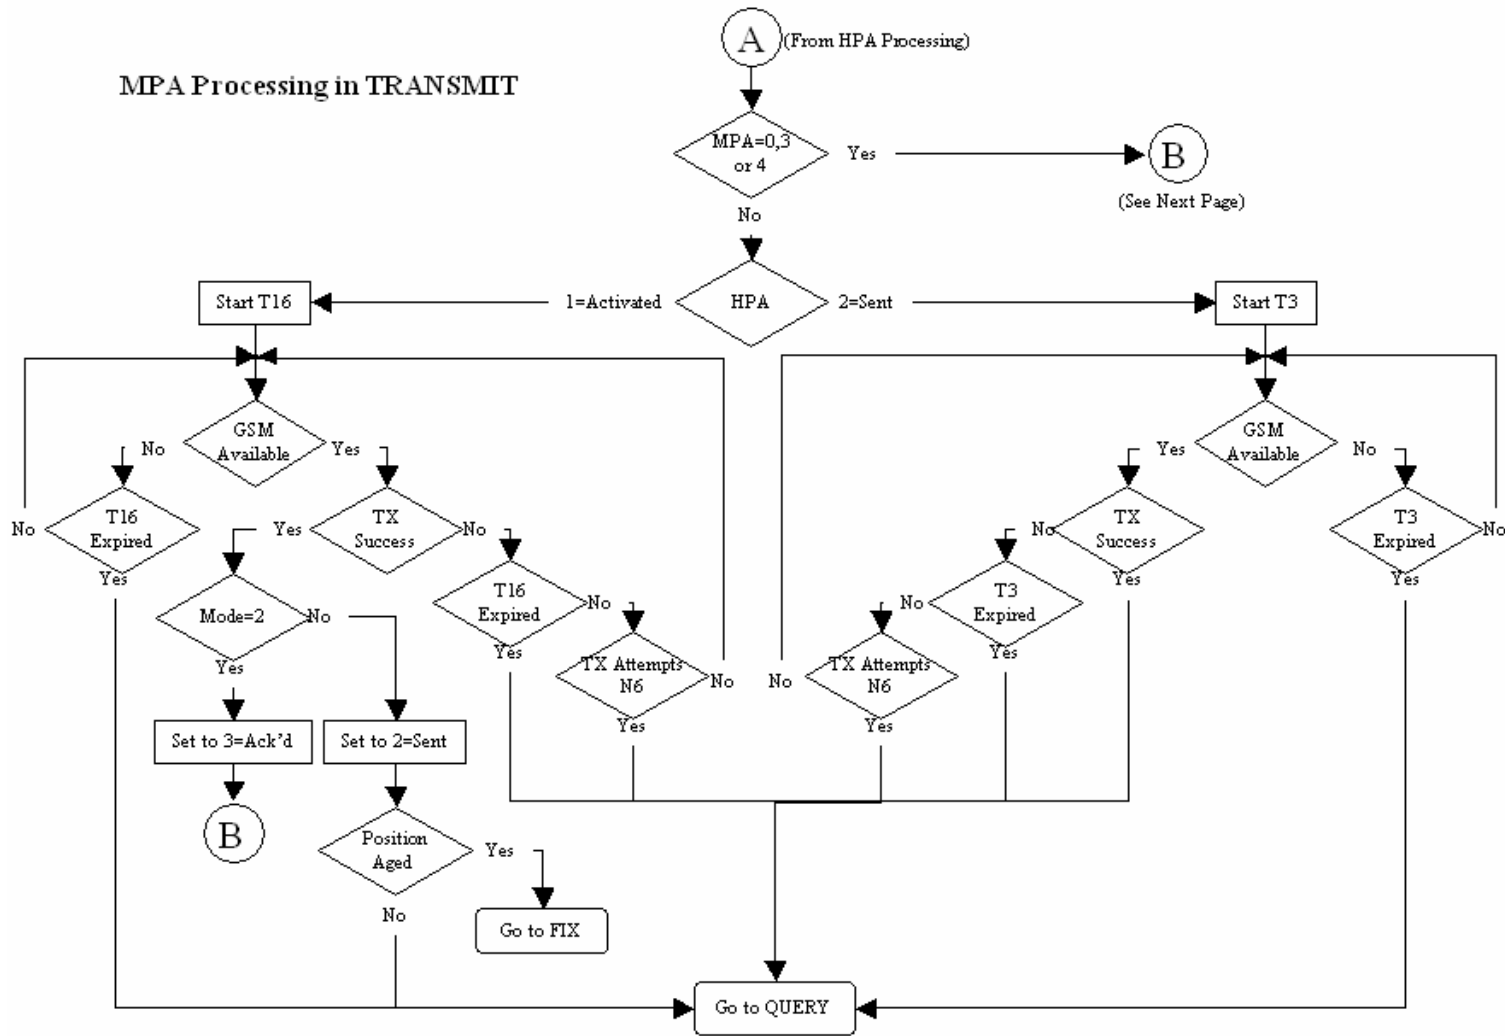 A
(From HPA Processing)
MPA Processing in TRANSMIT
MPA=0,3
or 4
Yes
B
(See Next Page)
No
Start T16
1=Activated
HPA
2=Sent
Start T3
GSM
Available
No
Yes
GSM
Available
Yes
No
No
T16
Expired
Yes
Yes
TX
Success
No
No
TX
Success
Yes
T3
Expired
No
Yes
Mode=2
No
Yes
T16
Expired
No
Yes
No
T3
Expired
Yes
TX Attempts
N6
No
Yes
No
TX Attempts
N6
Yes
Set to 3=Ack'd
Set to 2=Sent
B
Position
Aged
Yes
No
Go to FIX
Go to QUERY